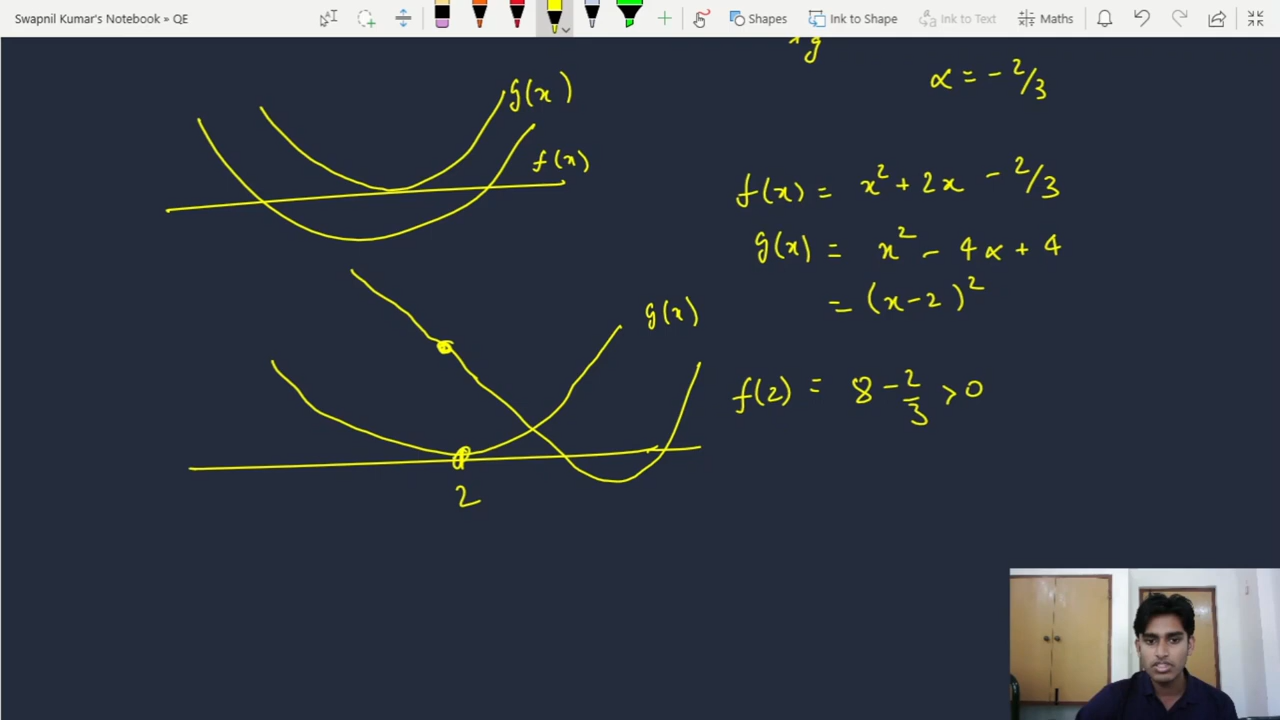 Swapnil Kumar's Notebook » QE
Shapes
Ink to Shape
Ink to Text
Maths
g
α = - 2/3
g(x)
f(x)
f(x) = x² + 2x - 2/3
g(x) = x² - 4α + 4
= (x-2)²
g(x)
f(2) = 8 - 2/3 > 0
2